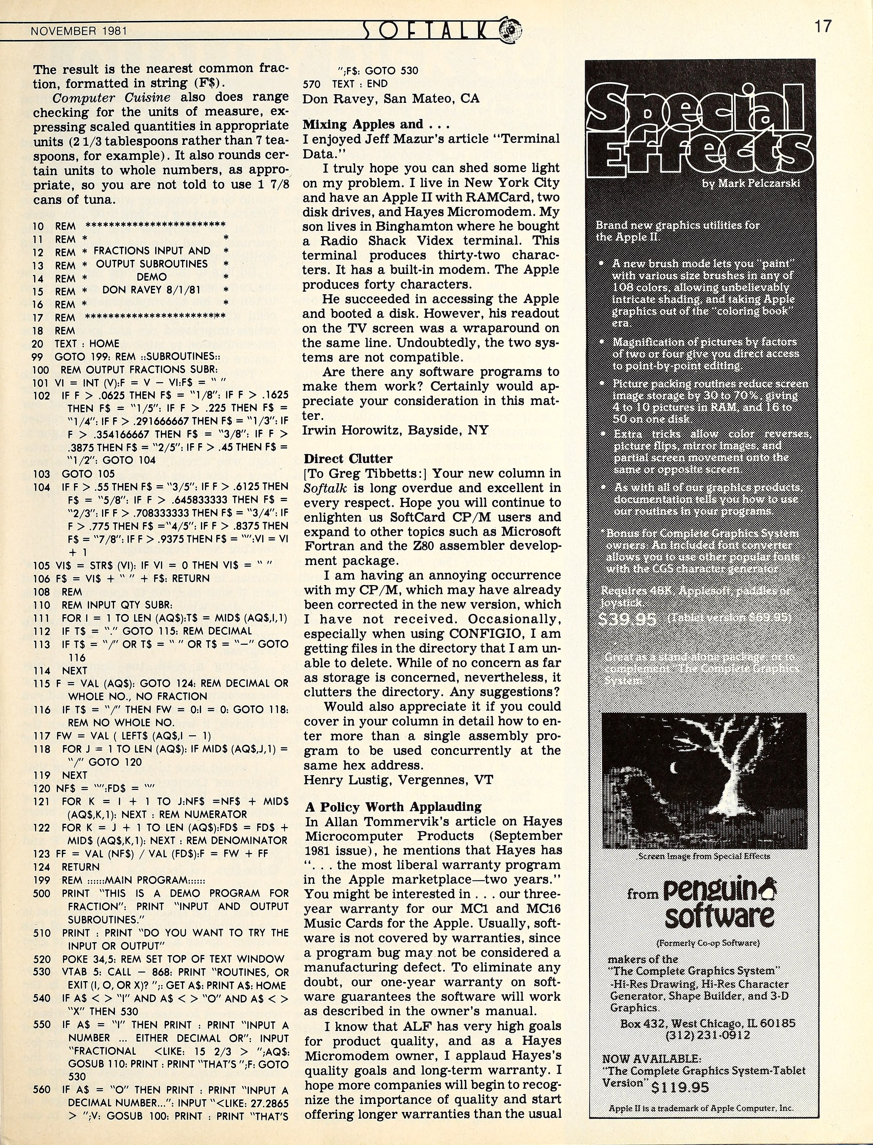 NOVEMBER 1981
SOFTALK
17
The result is the nearest common frac-
tion, formatted in string (F$).
Computer Cuisine also does range
checking for the units of measure, ex-
pressing scaled quantities in appropriate
units (2 1/3 tablespoons rather than 7 tea-
spoons, for example). It also rounds cer-
tain units to whole numbers, as appro-
priate, so you are not told to use 1 7/8
cans of tuna.
10 REM ************************
11 REM * *
12 REM * FRACTIONS INPUT AND *
13 REM * OUTPUT SUBROUTINES *
14 REM * DEMO *
15 REM * DON RAVEY 8/1/81 *
16 REM * *
17 REM ************************
18 REM
20 TEXT : HOME
99 GOTO 199: REM ::SUBROUTINES::
100 REM OUTPUT FRACTIONS SUBR:
101 VI = INT (V):F = V − VI:F$ = " "
102 IF F > .0625 THEN F$ = "1/8": IF F > .1625
THEN F$ = "1/5": IF F > .225 THEN F$ =
"1/4": IF F > .291666667 THEN F$ = "1/3": IF
F > .354166667 THEN F$ = "3/8": IF F >
.3875 THEN F$ = "2/5": IF F > .45 THEN F$ =
"1/2": GOTO 104
103 GOTO 105
104 IF F > .55 THEN F$ = "3/5": IF F > .6125 THEN
F$ = "5/8": IF F > .645833333 THEN F$ =
"2/3": IF F > .708333333 THEN F$ = "3/4": IF
F > .775 THEN F$ ="4/5": IF F > .8375 THEN
F$ = "7/8": IF F > .9375 THEN F$ = "":VI = VI
+ 1
105 VI$ = STR$ (VI): IF VI = 0 THEN VI$ = " "
106 F$ = VI$ + " " + F$: RETURN
108 REM
110 REM INPUT QTY SUBR:
111 FOR I = 1 TO LEN (AQ$):T$ = MID$ (AQ$,I,1)
112 IF T$ = "." GOTO 115: REM DECIMAL
113 IF T$ = "/" OR T$ = " " OR T$ = "−" GOTO
116
114 NEXT
115 F = VAL (AQ$): GOTO 124: REM DECIMAL OR
WHOLE NO., NO FRACTION
116 IF T$ = "/" THEN FW = 0:I = 0: GOTO 118:
REM NO WHOLE NO.
117 FW = VAL ( LEFT$ (AQ$,I − 1)
118 FOR J = 1 TO LEN (AQ$): IF MID$ (AQ$,J,1) =
"/" GOTO 120
119 NEXT
120 NF$ = "":FD$ = ""
121 FOR K = I + 1 TO J:NF$ =NF$ + MID$
(AQ$,K,1): NEXT : REM NUMERATOR
122 FOR K = J + 1 TO LEN (AQ$):FD$ = FD$ +
MID$ (AQ$,K,1): NEXT : REM DENOMINATOR
123 FF = VAL (NF$) / VAL (FD$):F = FW + FF
124 RETURN
199 REM ::::::MAIN PROGRAM::::::
500 PRINT "THIS IS A DEMO PROGRAM FOR
FRACTION": PRINT "INPUT AND OUTPUT
SUBROUTINES."
510 PRINT : PRINT "DO YOU WANT TO TRY THE
INPUT OR OUTPUT"
520 POKE 34,5: REM SET TOP OF TEXT WINDOW
530 VTAB 5: CALL − 868: PRINT "ROUTINES, OR
EXIT (I, O, OR X)? ";: GET A$: PRINT A$: HOME
540 IF A$ < > "I" AND A$ < > "O" AND A$ < >
"X" THEN 530
550 IF A$ = "I" THEN PRINT : PRINT "INPUT A
NUMBER ... EITHER DECIMAL OR": INPUT
"FRACTIONAL <LIKE: 15 2/3 > ";AQ$:
GOSUB 110: PRINT : PRINT "THAT'S ";F: GOTO
530
560 IF A$ = "O" THEN PRINT : PRINT "INPUT A
DECIMAL NUMBER...": INPUT "<LIKE: 27.2865
> ";V: GOSUB 100: PRINT : PRINT "THAT'S
";F$: GOTO 530
570 TEXT : END
Don Ravey, San Mateo, CA
Mixing Apples and . . .
I enjoyed Jeff Mazur's article "Terminal
Data."
I truly hope you can shed some light
on my problem. I live in New York City
and have an Apple II with RAMCard, two
disk drives, and Hayes Micromodem. My
son lives in Binghamton where he bought
a Radio Shack Videx terminal. This
terminal produces thirty-two charac-
ters. It has a built-in modem. The Apple
produces forty characters.
He succeeded in accessing the Apple
and booted a disk. However, his readout
on the TV screen was a wraparound on
the same line. Undoubtedly, the two sys-
tems are not compatible.
Are there any software programs to
make them work? Certainly would ap-
preciate your consideration in this mat-
ter.
Irwin Horowitz, Bayside, NY
Direct Clutter
[To Greg Tibbetts:] Your new column in
Softalk is long overdue and excellent in
every respect. Hope you will continue to
enlighten us SoftCard CP/M users and
expand to other topics such as Microsoft
Fortran and the Z80 assembler develop-
ment package.
I am having an annoying occurrence
with my CP/M, which may have already
been corrected in the new version, which
I have not received. Occasionally,
especially when using CONFIGIO, I am
getting files in the directory that I am un-
able to delete. While of no concern as far
as storage is concerned, nevertheless, it
clutters the directory. Any suggestions?
Would also appreciate it if you could
cover in your column in detail how to en-
ter more than a single assembly pro-
gram to be used concurrently at the
same hex address.
Henry Lustig, Vergennes, VT
A Policy Worth Applauding
In Allan Tommervik's article on Hayes
Microcomputer Products (September
1981 issue), he mentions that Hayes has
". . . the most liberal warranty program
in the Apple marketplace—two years."
You might be interested in . . . our three-
year warranty for our MC1 and MC16
Music Cards for the Apple. Usually, soft-
ware is not covered by warranties, since
a program bug may not be considered a
manufacturing defect. To eliminate any
doubt, our one-year warranty on soft-
ware guarantees the software will work
as described in the owner's manual.
I know that ALF has very high goals
for product quality, and as a Hayes
Micromodem owner, I applaud Hayes's
quality goals and long-term warranty. I
hope more companies will begin to recog-
nize the importance of quality and start
offering longer warranties than the usual
Special
Effects
by Mark Pelczarski
Brand new graphics utilities for
the Apple II.
• A new brush mode lets you "paint"
with various size brushes in any of
108 colors, allowing unbelievably
intricate shading, and taking Apple
graphics out of the "coloring book"
era.
• Magnification of pictures by factors
of two or four give you direct access
to point-by-point editing.
• Picture packing routines reduce screen
image storage by 30 to 70%, giving
4 to 10 pictures in RAM, and 16 to
50 on one disk.
• Extra tricks allow color reverses,
picture flips, mirror images, and
partial screen movement onto the
same or opposite screen.
• As with all of our graphics products,
documentation tells you how to use
our routines in your programs.
*Bonus for Complete Graphics System
owners: An included font converter
allows you to use other popular fonts
with the CGS character generator.
Requires 48K, Applesoft, paddles or
joystick.
$39.95 (Tablet version $69.95)
Great as a stand-alone package, or to
complement "The Complete Graphics
System."
Screen Image from Special Effects
from penguin
software
(Formerly Co-op Software)
makers of the
"The Complete Graphics System"
-Hi-Res Drawing, Hi-Res Character
Generator, Shape Builder, and 3-D
Graphics.
Box 432, West Chicago, IL 60185
(312) 231-0912
NOW AVAILABLE:
"The Complete Graphics System-Tablet
Version" $119.95
Apple II is a trademark of Apple Computer, Inc.